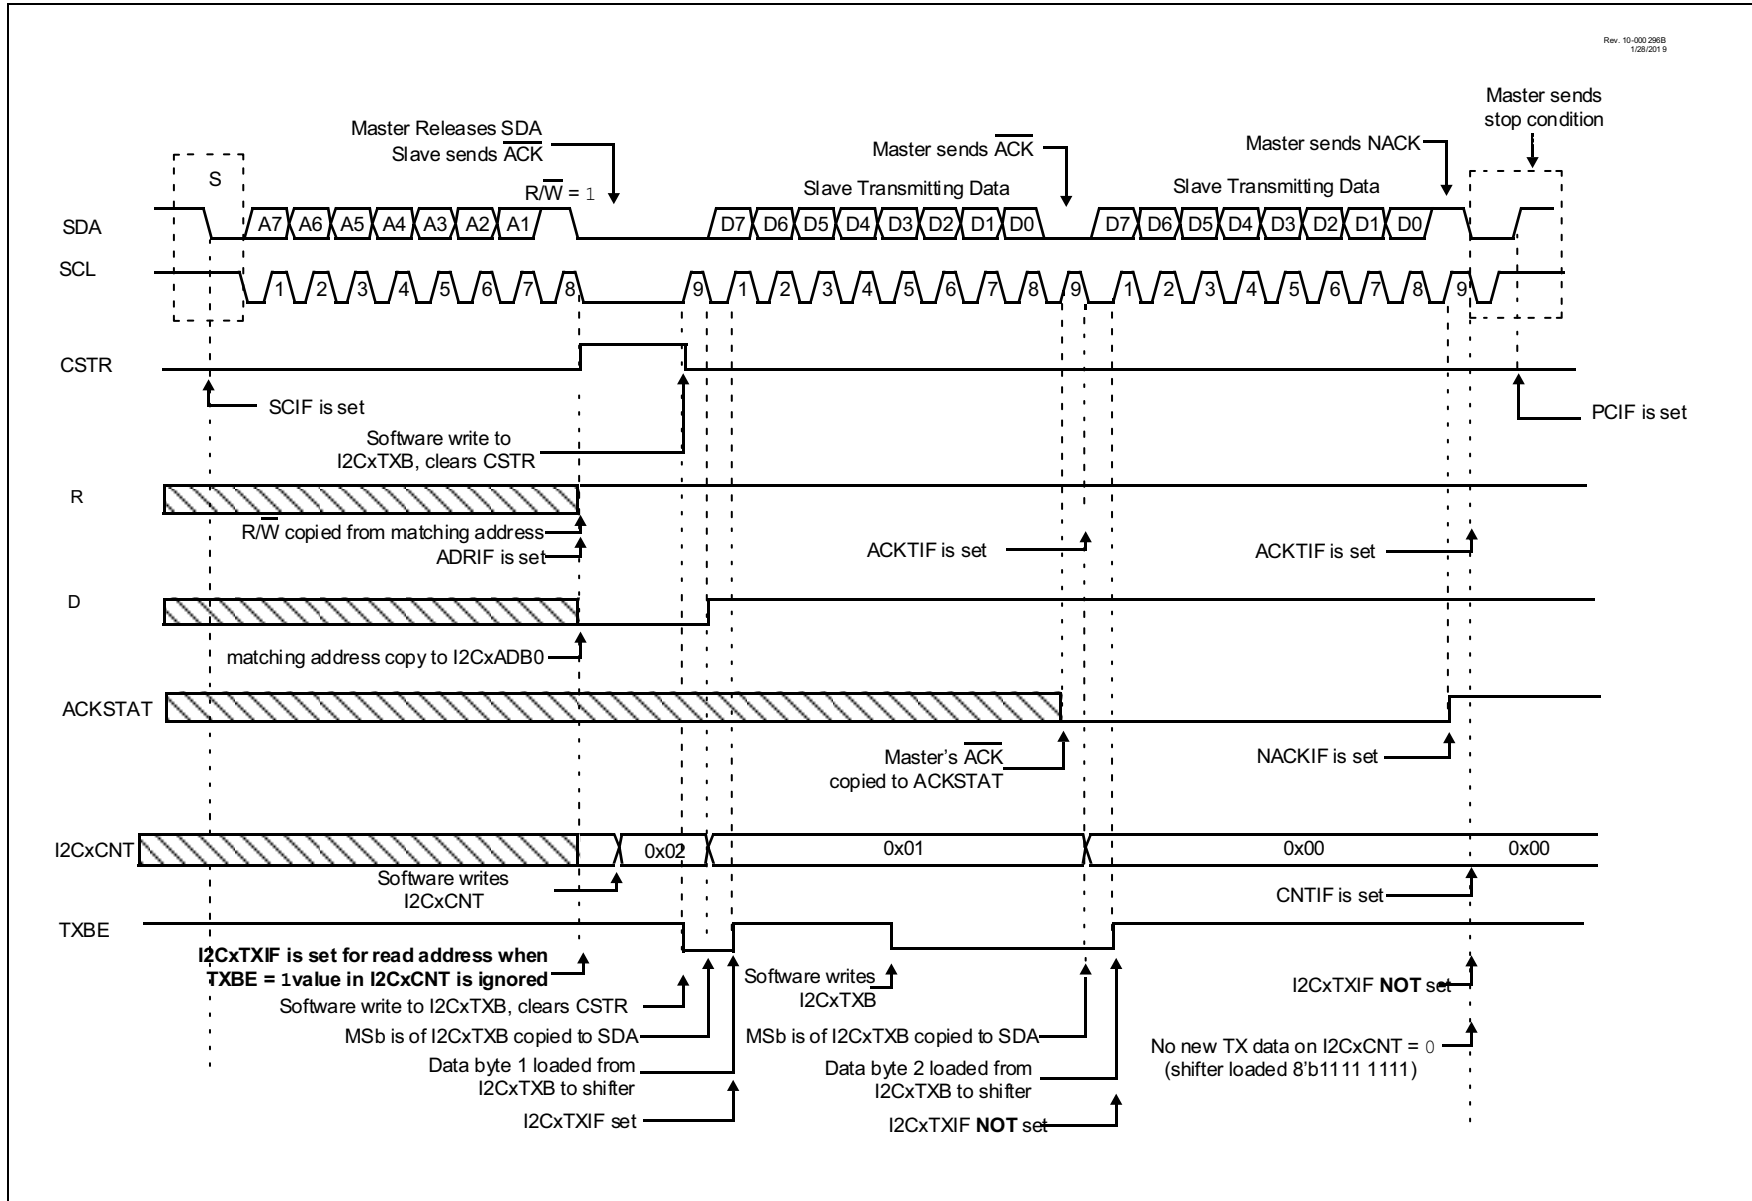 Rev. 10-000 296B
1/28/201 9
Master sends
stop condition
Master Releases SDA
Slave sends ACK
Master sends ACK
Master sends NACK
S
R/W = 1
Slave Transmitting Data
Slave Transmitting Data
SDA
A7 A6 A5 A4 A3 A2 A1
D7 D6 D5 D4 D3 D2 D1 D0
D7 D6 D5 D4 D3 D2 D1 D0
SCL
1 2 3 4 5 6 7 8 9 1 2 3 4 5 6 7 8 9 1 2 3 4 5 6 7 8 9
CSTR
SCIF is set
PCIF is set
Software write to
I2CxTXB, clears CSTR
R
R/W copied from matching address
ADRIF is set
ACKTIF is set
ACKTIF is set
D
matching address copy to I2CxADB0
ACKSTAT
Master's ACK
copied to ACKSTAT
NACKIF is set
I2CxCNT
0x02
0x01
0x00
0x00
Software writes
I2CxCNT
CNTIF is set
TXBE
I2CxTXIF is set for read address when
TXBE = 1value in I2CxCNT is ignored
Software write to I2CxTXB, clears CSTR
MSb is of I2CxTXB copied to SDA
Data byte 1 loaded from
I2CxTXB to shifter
I2CxTXIF set
Software writes
I2CxTXB
MSb is of I2CxTXB copied to SDA
Data byte 2 loaded from
I2CxTXB to shifter
I2CxTXIF NOT set
I2CxTXIF NOT set
No new TX data on I2CxCNT = 0
(shifter loaded 8'b1111 1111)